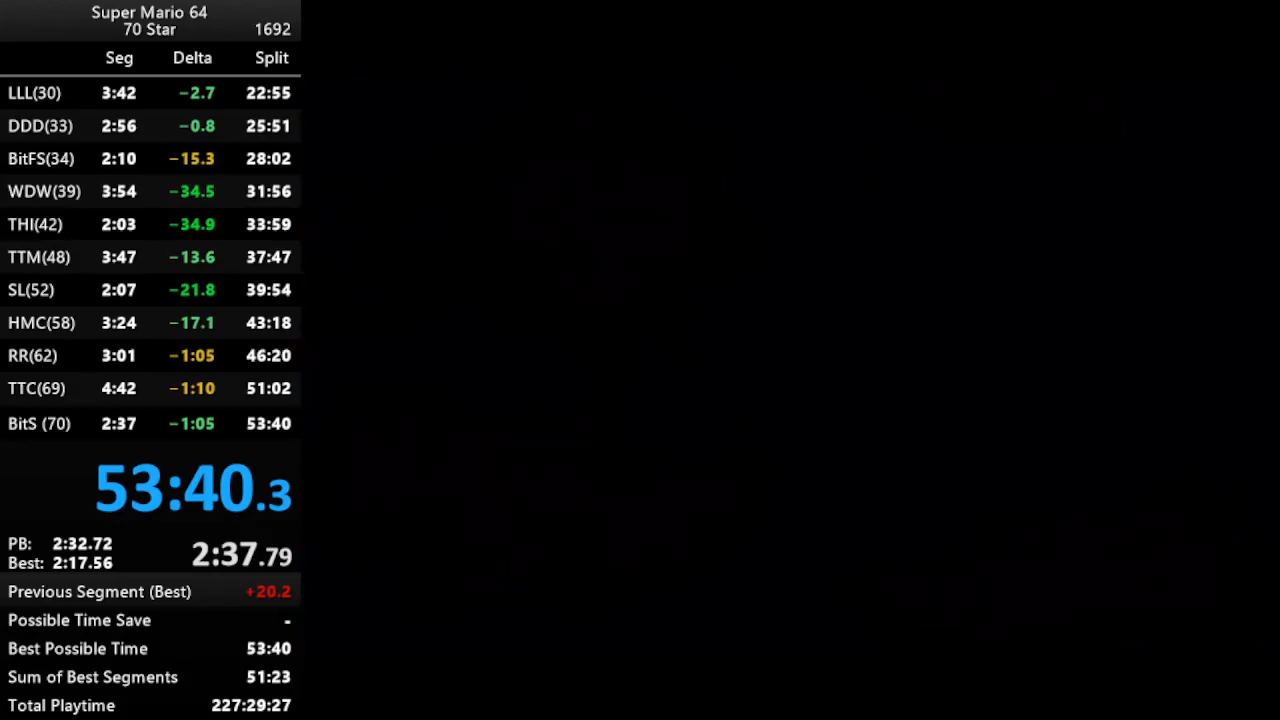 Super Mario 64
70 Star 1692
Seg Delta Split
LLL(30) 3:42 −2.7 22:55
DDD(33) 2:56 −0.8 25:51
BitFS(34) 2:10 −15.3 28:02
WDW(39) 3:54 −34.5 31:56
THI(42) 2:03 −34.9 33:59
TTM(48) 3:47 −13.6 37:47
SL(52) 2:07 −21.8 39:54
HMC(58) 3:24 −17.1 43:18
RR(62) 3:01 −1:05 46:20
TTC(69) 4:42 −1:10 51:02
BitS (70) 2:37 −1:05 53:40
53:40.3
PB: 2:32.72
Best: 2:17.56
2:37.79
Previous Segment (Best) +20.2
Possible Time Save -
Best Possible Time 53:40
Sum of Best Segments 51:23
Total Playtime 227:29:27